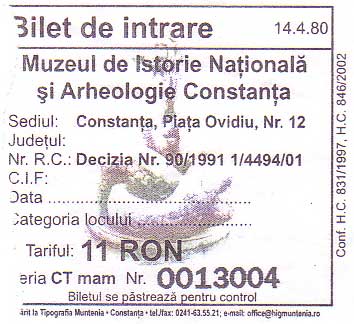 Bilet de intrare 14.4.80
Muzeul de Istorie Națională
și Arheologie Constanța
Sediul: Constanța, Piața Ovidiu, Nr. 12
Județul:
Nr. R.C.: Decizia Nr. 90/1991 1/4494/01
C.I.F:
Data ......................................
Categoria locului ....................
Tariful: 11 RON
eria CT mam Nr. 0013004
Biletul se păstrează pentru control
ărit la Tipografia Muntenia • Constanța • tel./fax: 0241-63.55.21; e-mail: office@higmuntenia.ro
Conf. H.C. 831/1997, H.C. 846/2002